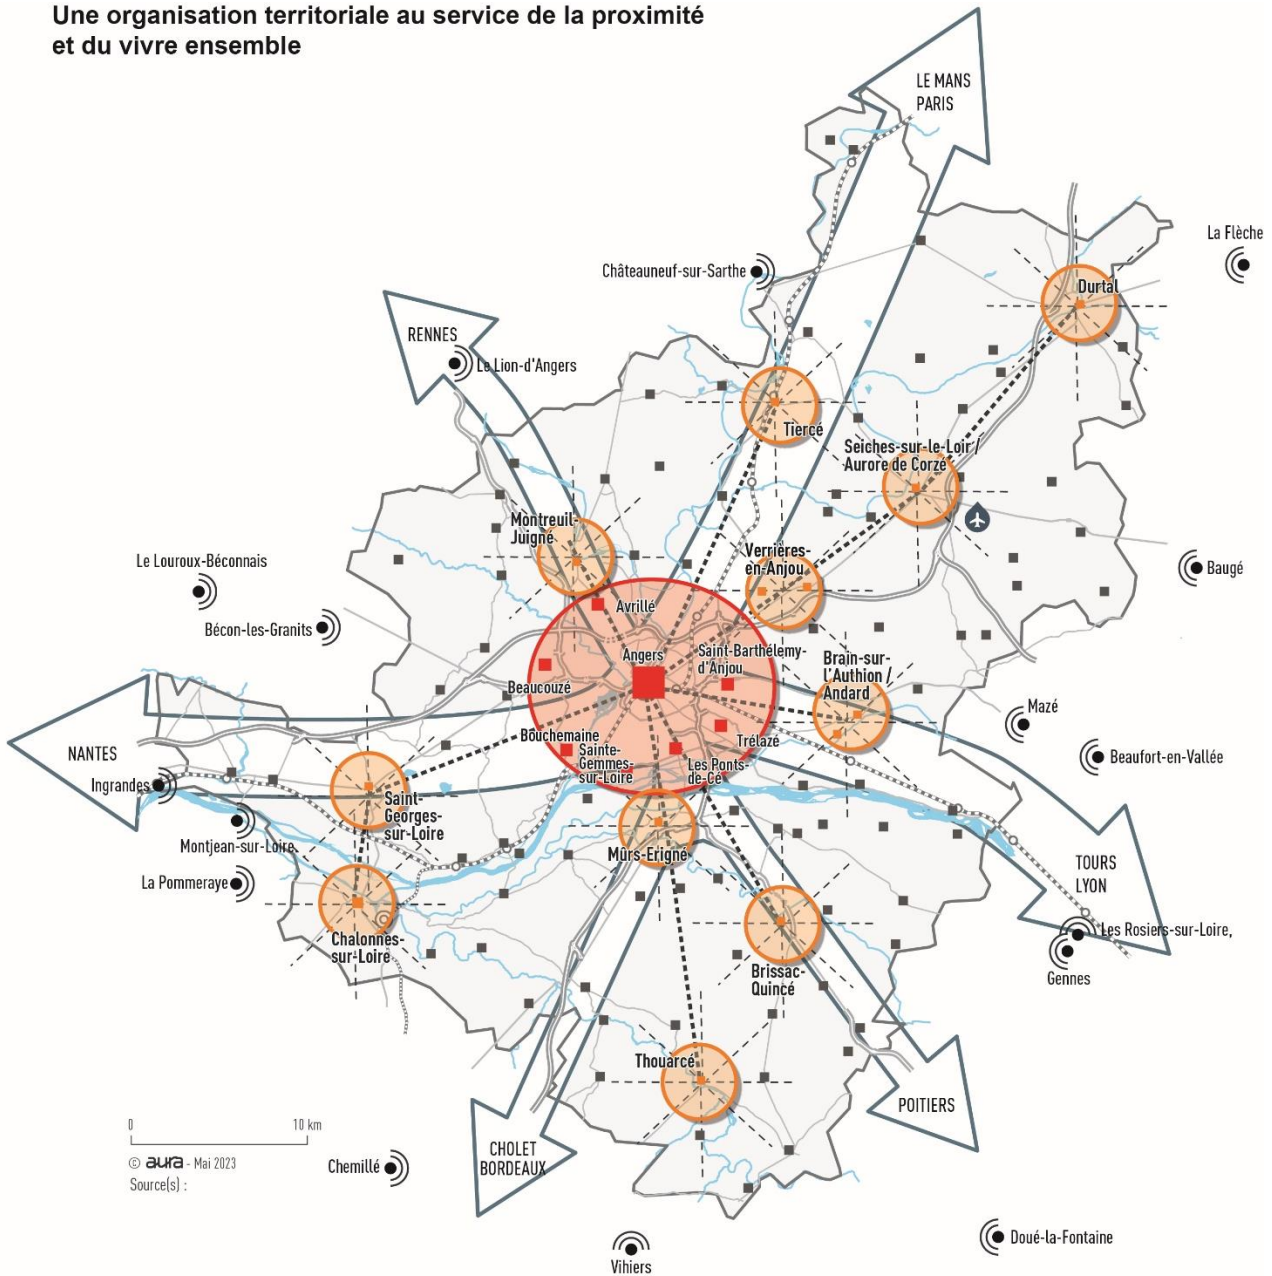 Une organisation territoriale au service de la proximité
et du vivre ensemble
LE MANS
PARIS
La Flèche
Châteauneuf-sur-Sarthe
Durtal
RENNES
Le Lion-d'Angers
Tiercé
Seiches-sur-le-Loir /
Aurore de Corzé
Montreuil-
Juigné
Verrières-
en-Anjou
Le Louroux-Béconnais
Baugé
Avrillé
Bécon-les-Granits
Angers
Saint-Barthélemy-
d'Anjou
Brain-sur-
l'Authion /
Andard
Beaucouzé
Mazé
Bouchemaine
Trélazé
NANTES
Sainte-
Gemmes-
sur-Loire
Les Ponts-
de-Cé
Beaufort-en-Vallée
Ingrandes
Saint-
Georges-
sur-Loire
Montjean-sur-Loire
Mûrs-Erigné
TOURS
LYON
La Pommeraye
Chalonnes-
sur-Loire
Les Rosiers-sur-Loire,
Brissac-
Quincé
Gennes
Thouarcé
POITIERS
0 10 km
CHOLET
BORDEAUX
© aura - Mai 2023
Source(s) :
Chemillé
Doué-la-Fontaine
Vihiers